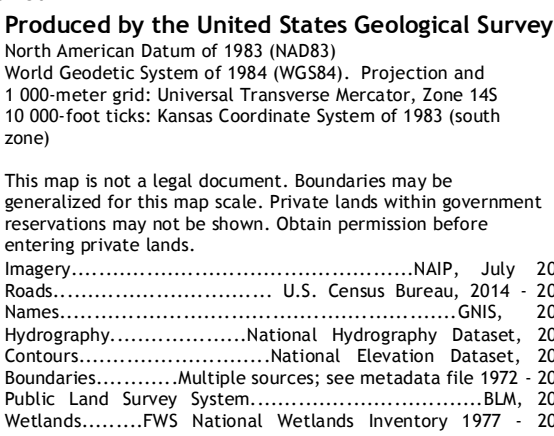 Produced by the United States Geological Survey
North American Datum of 1983 (NAD83)
World Geodetic System of 1984 (WGS84). Projection and
1 000-meter grid: Universal Transverse Mercator, Zone 14S
10 000-foot ticks: Kansas Coordinate System of 1983 (south
zone)
This map is not a legal document. Boundaries may be
generalized for this map scale. Private lands within government
reservations may not be shown. Obtain permission before
entering private lands.
Imagery..............................................NAIP, July 20
Roads............................... U.S. Census Bureau, 2014 - 20
Names....................................................GNIS, 20
Hydrography...................National Hydrography Dataset, 20
Contours...........................National Elevation Dataset, 20
Boundaries............Multiple sources; see metadata file 1972 - 20
Public Land Survey System.................................BLM, 20
Wetlands.........FWS National Wetlands Inventory 1977 - 20